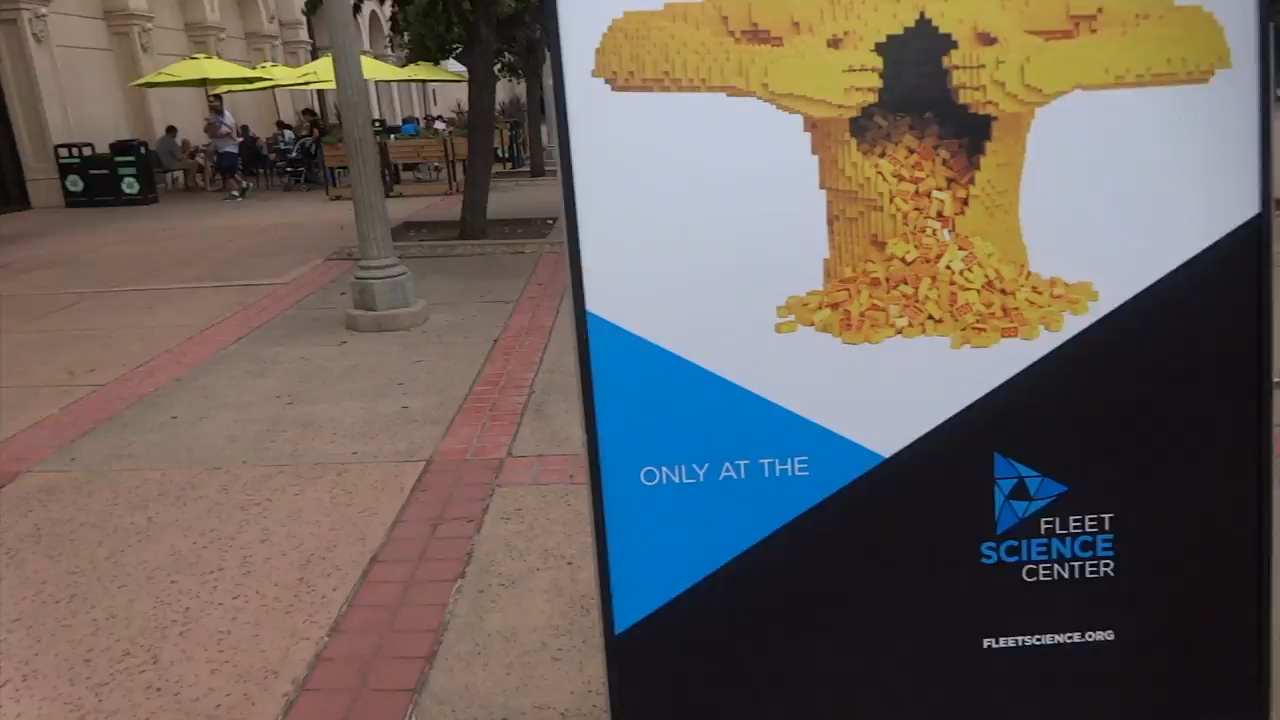 ONLY AT THE
FLEET
SCIENCE
CENTER
FLEETSCIENCE.ORG